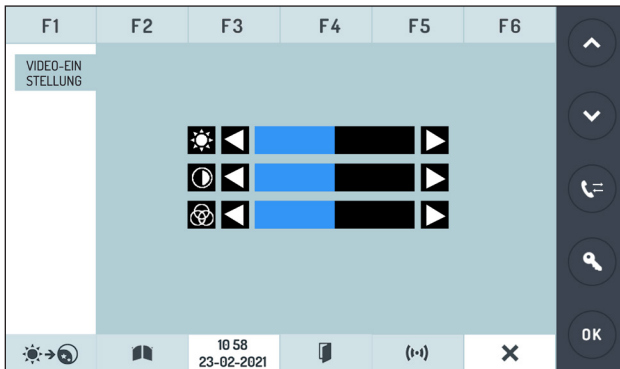 F1 F2 F3 F4 F5 F6
VIDEO-EIN
STELLUNG
10 58
23-02-2021
OK